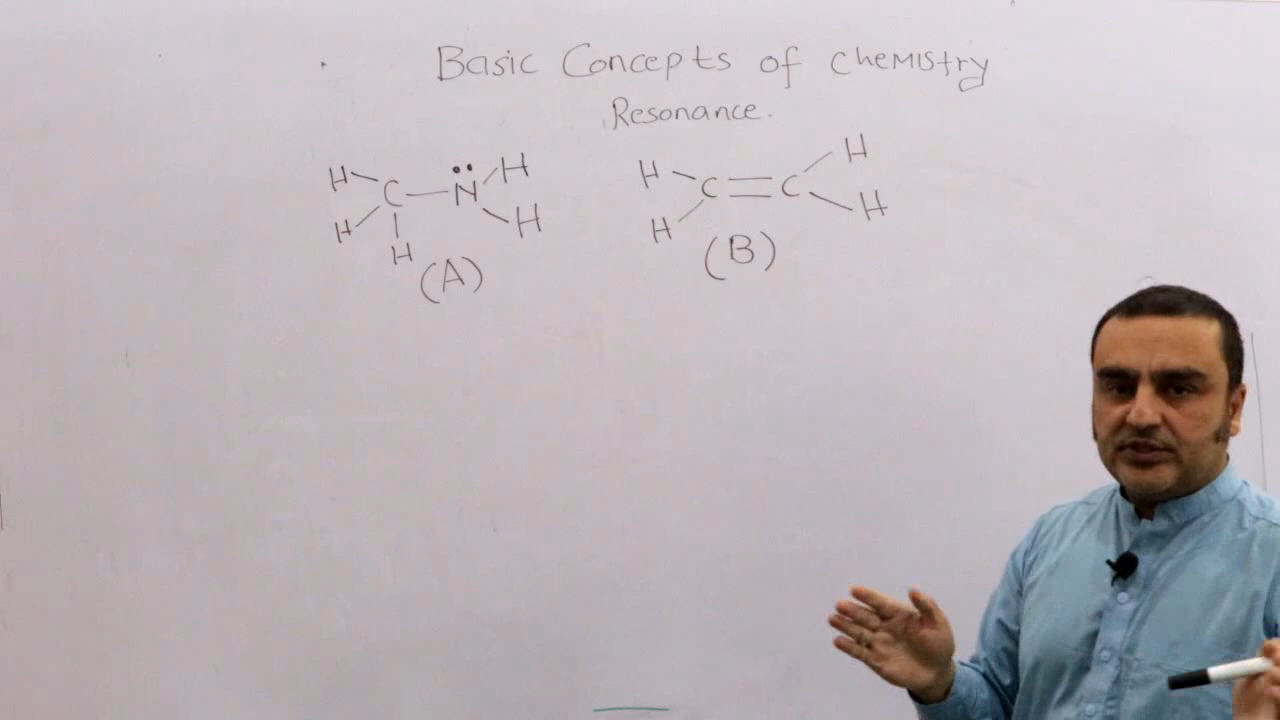 Basic Concepts of Chemistry
Resonance.
H C N H H H H
(A)
H C C H H H
(B)